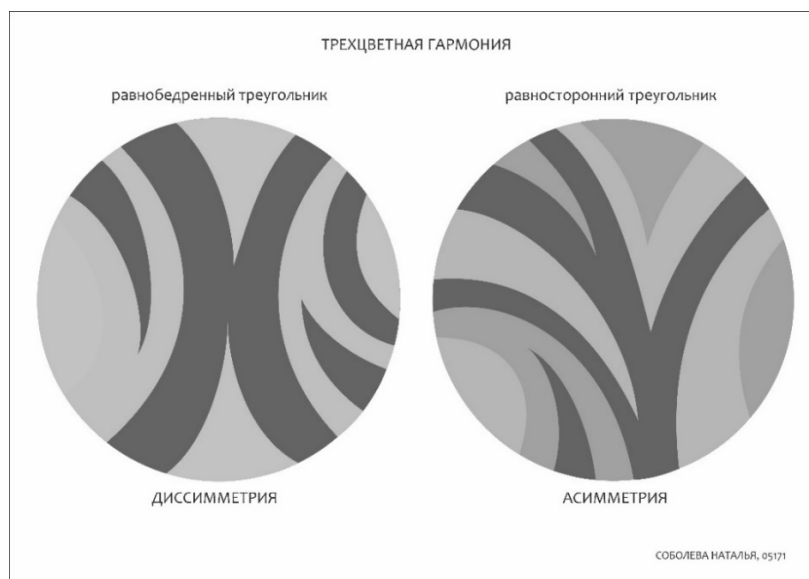 ТРЕХЦВЕТНАЯ ГАРМОНИЯ
равнобедренный треугольник
равносторонний треугольник
ДИССИММЕТРИЯ
АСИММЕТРИЯ
СОБОЛЕВА НАТАЛЬЯ, 05171